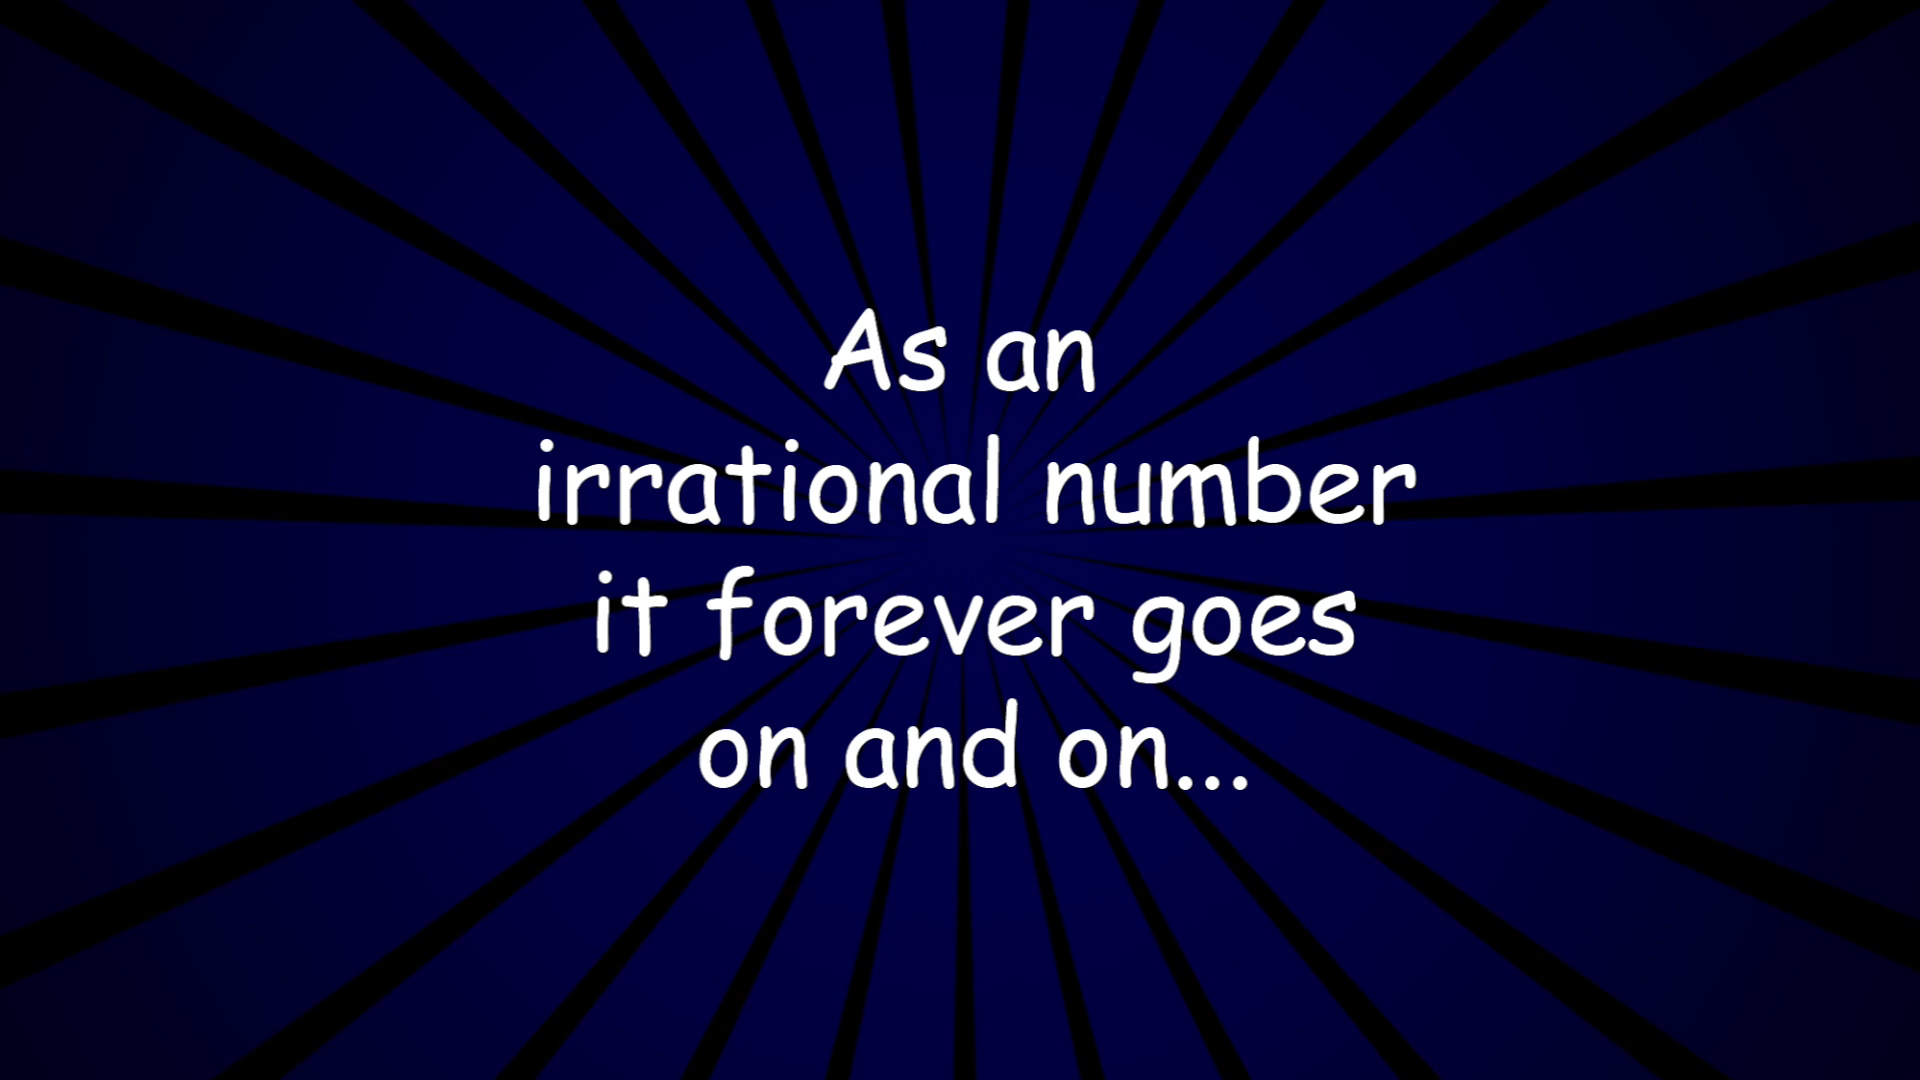 As an
irrational number
it forever goes
on and on...